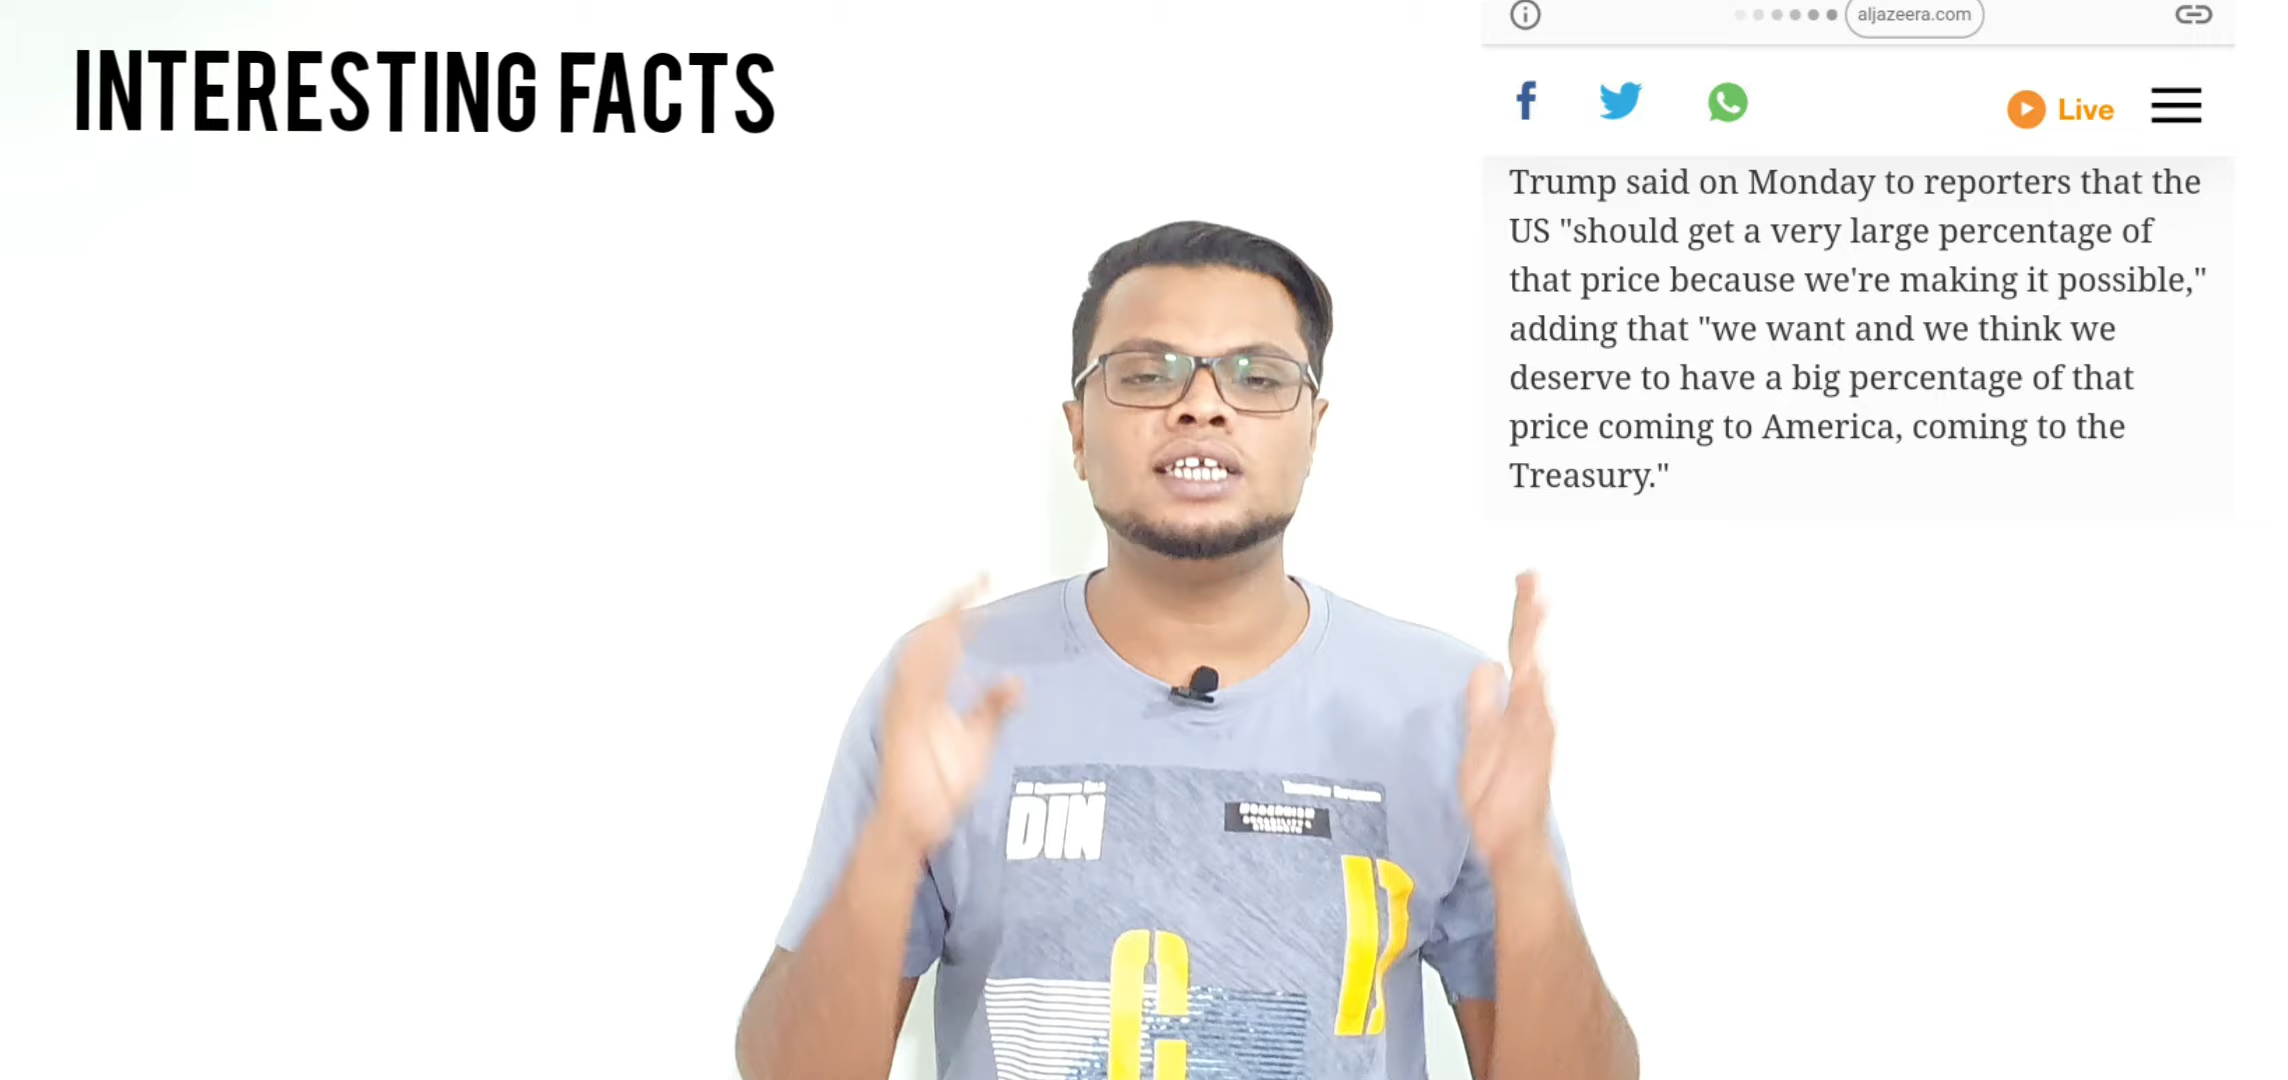 INTERESTING FACTS
aljazeera.com
Live
Trump said on Monday to reporters that the
US "should get a very large percentage of
that price because we're making it possible,"
adding that "we want and we think we
deserve to have a big percentage of that
price coming to America, coming to the
Treasury."
DIN